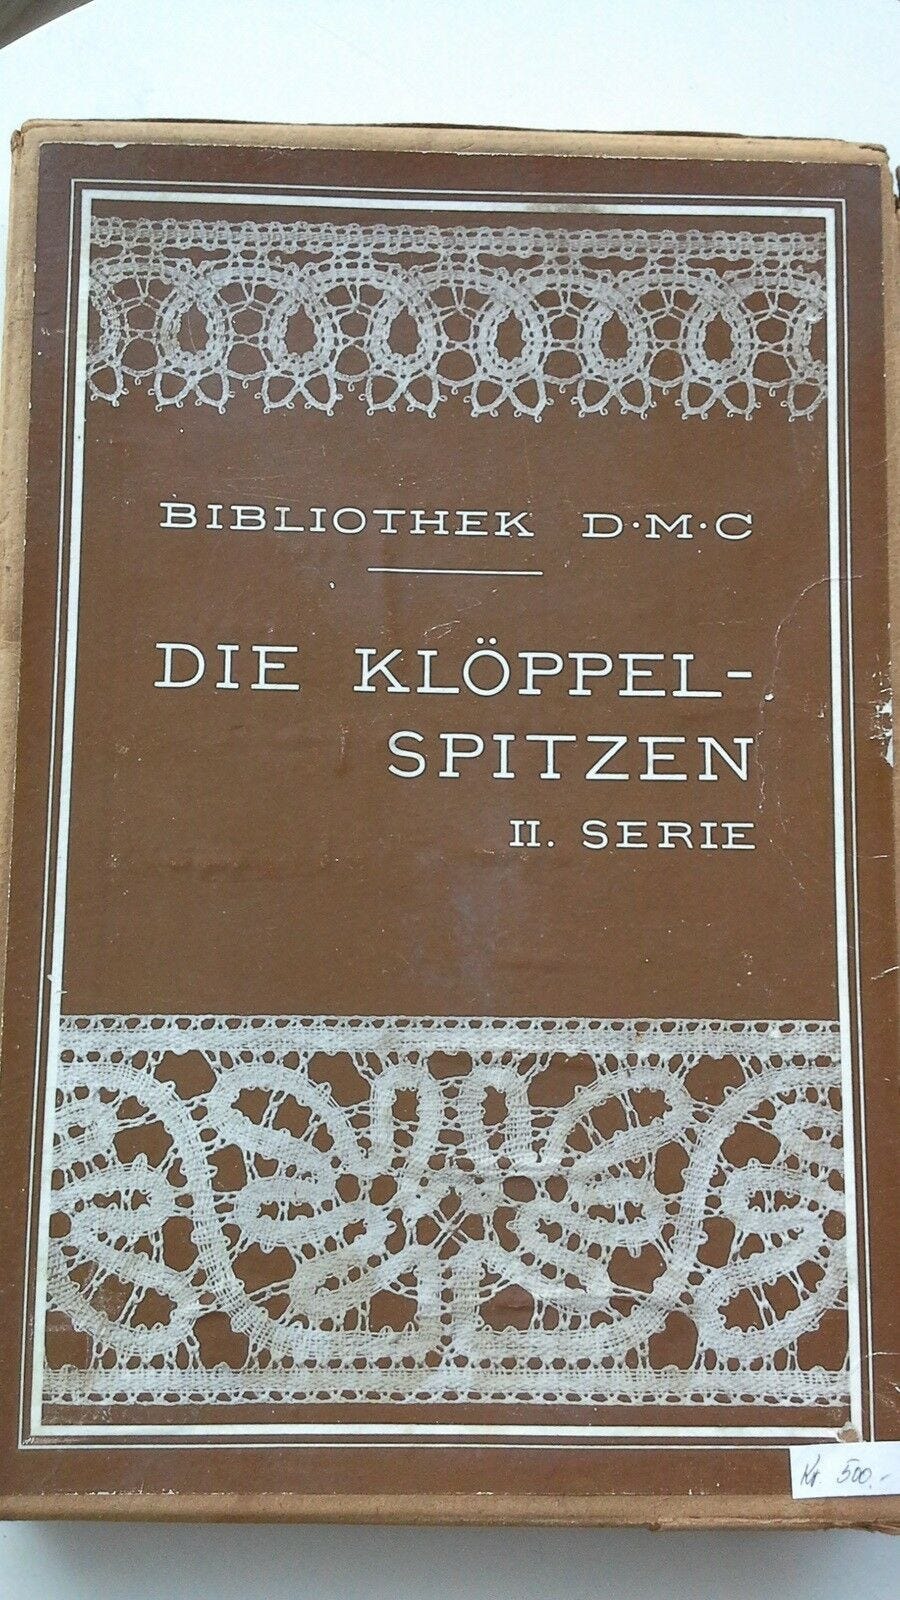 BIBLIOTHEK D·M·C
DIE KLÖPPEL-
SPITZEN
II. SERIE
Kr. 500,-